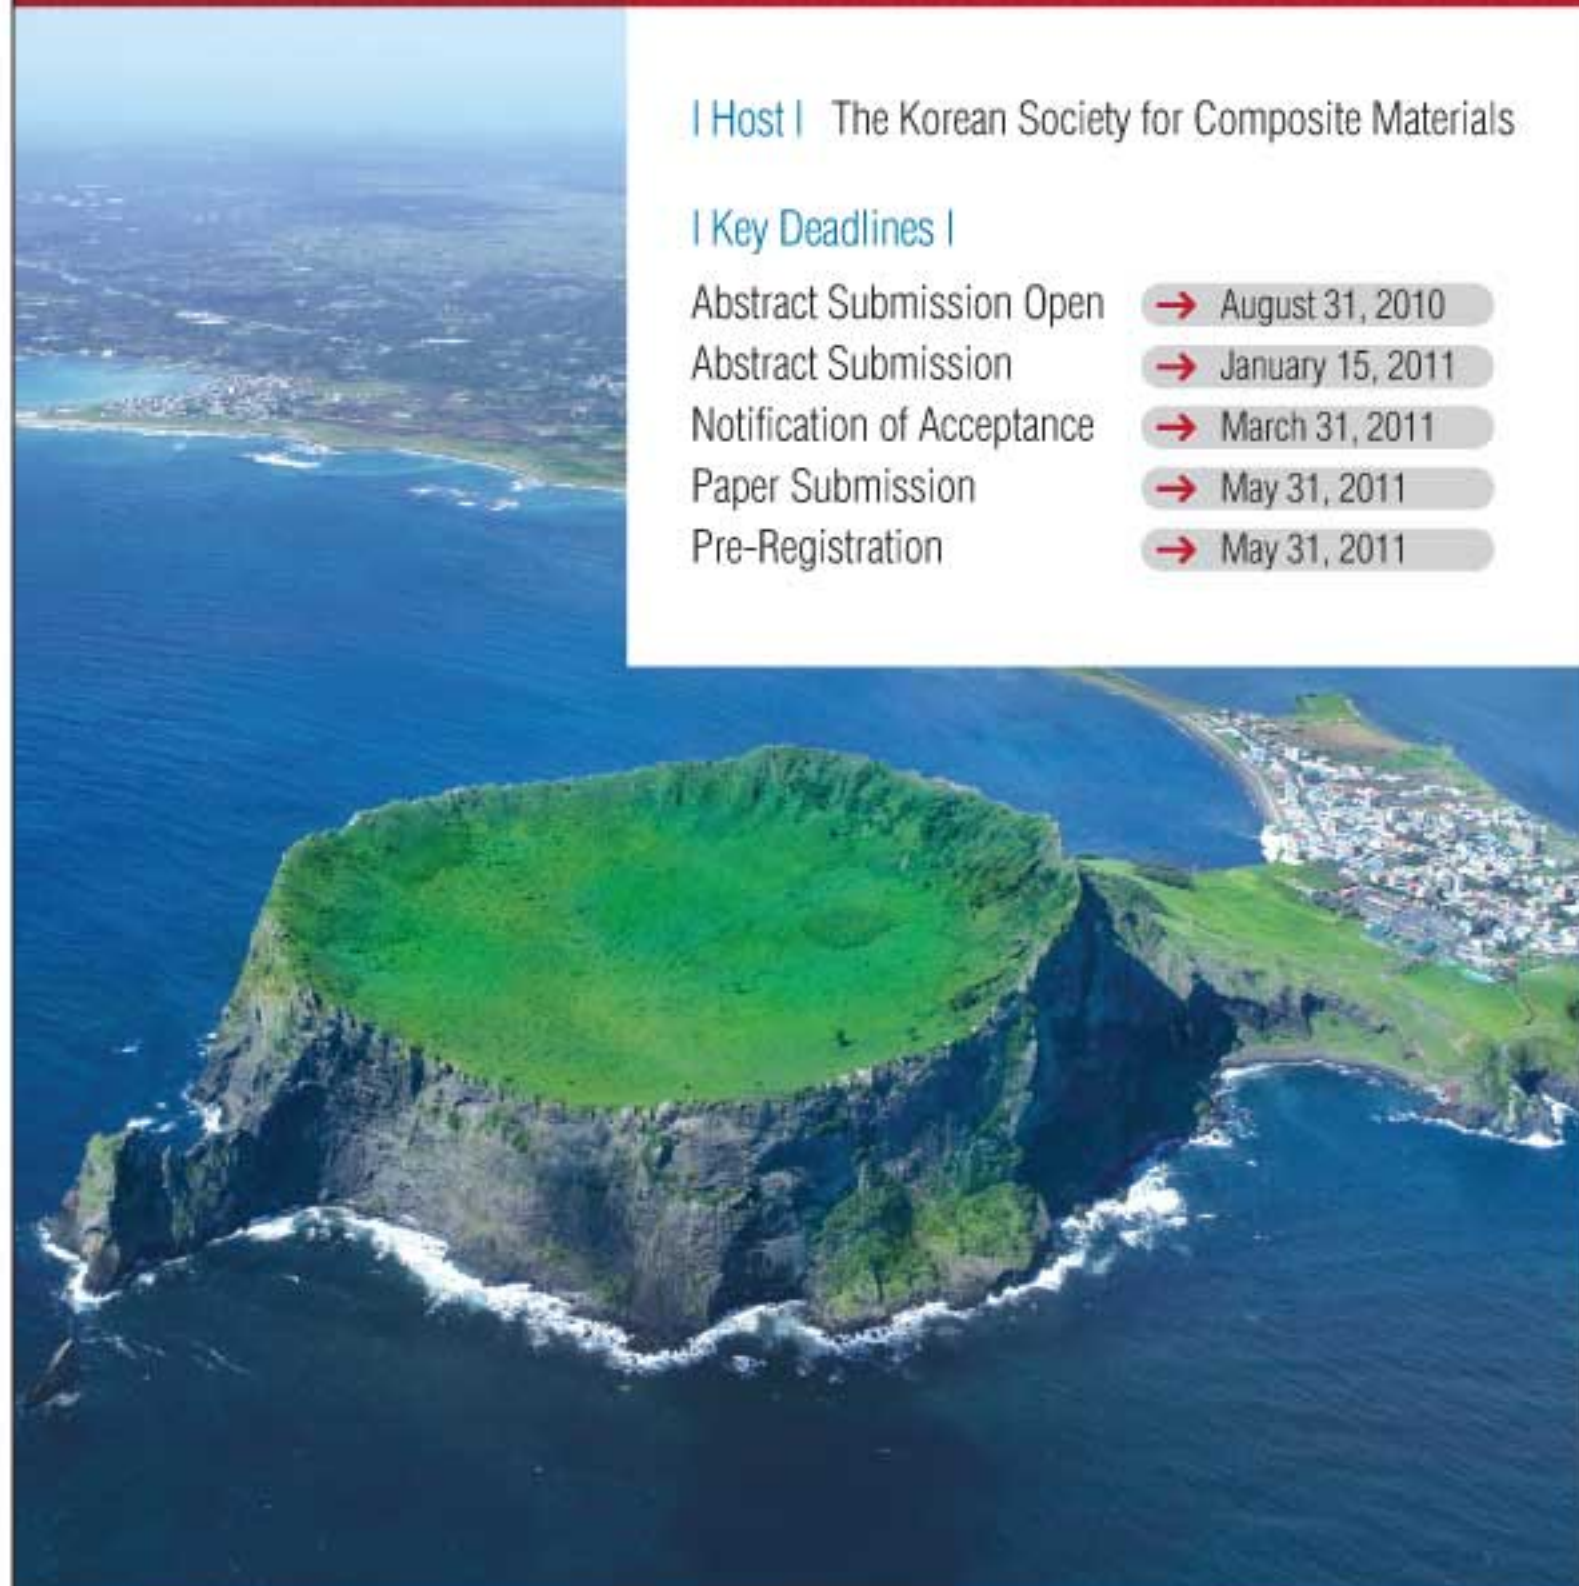 | Host | The Korean Society for Composite Materials
| Key Deadlines |
Abstract Submission Open → August 31, 2010
Abstract Submission → January 15, 2011
Notification of Acceptance → March 31, 2011
Paper Submission → May 31, 2011
Pre-Registration → May 31, 2011